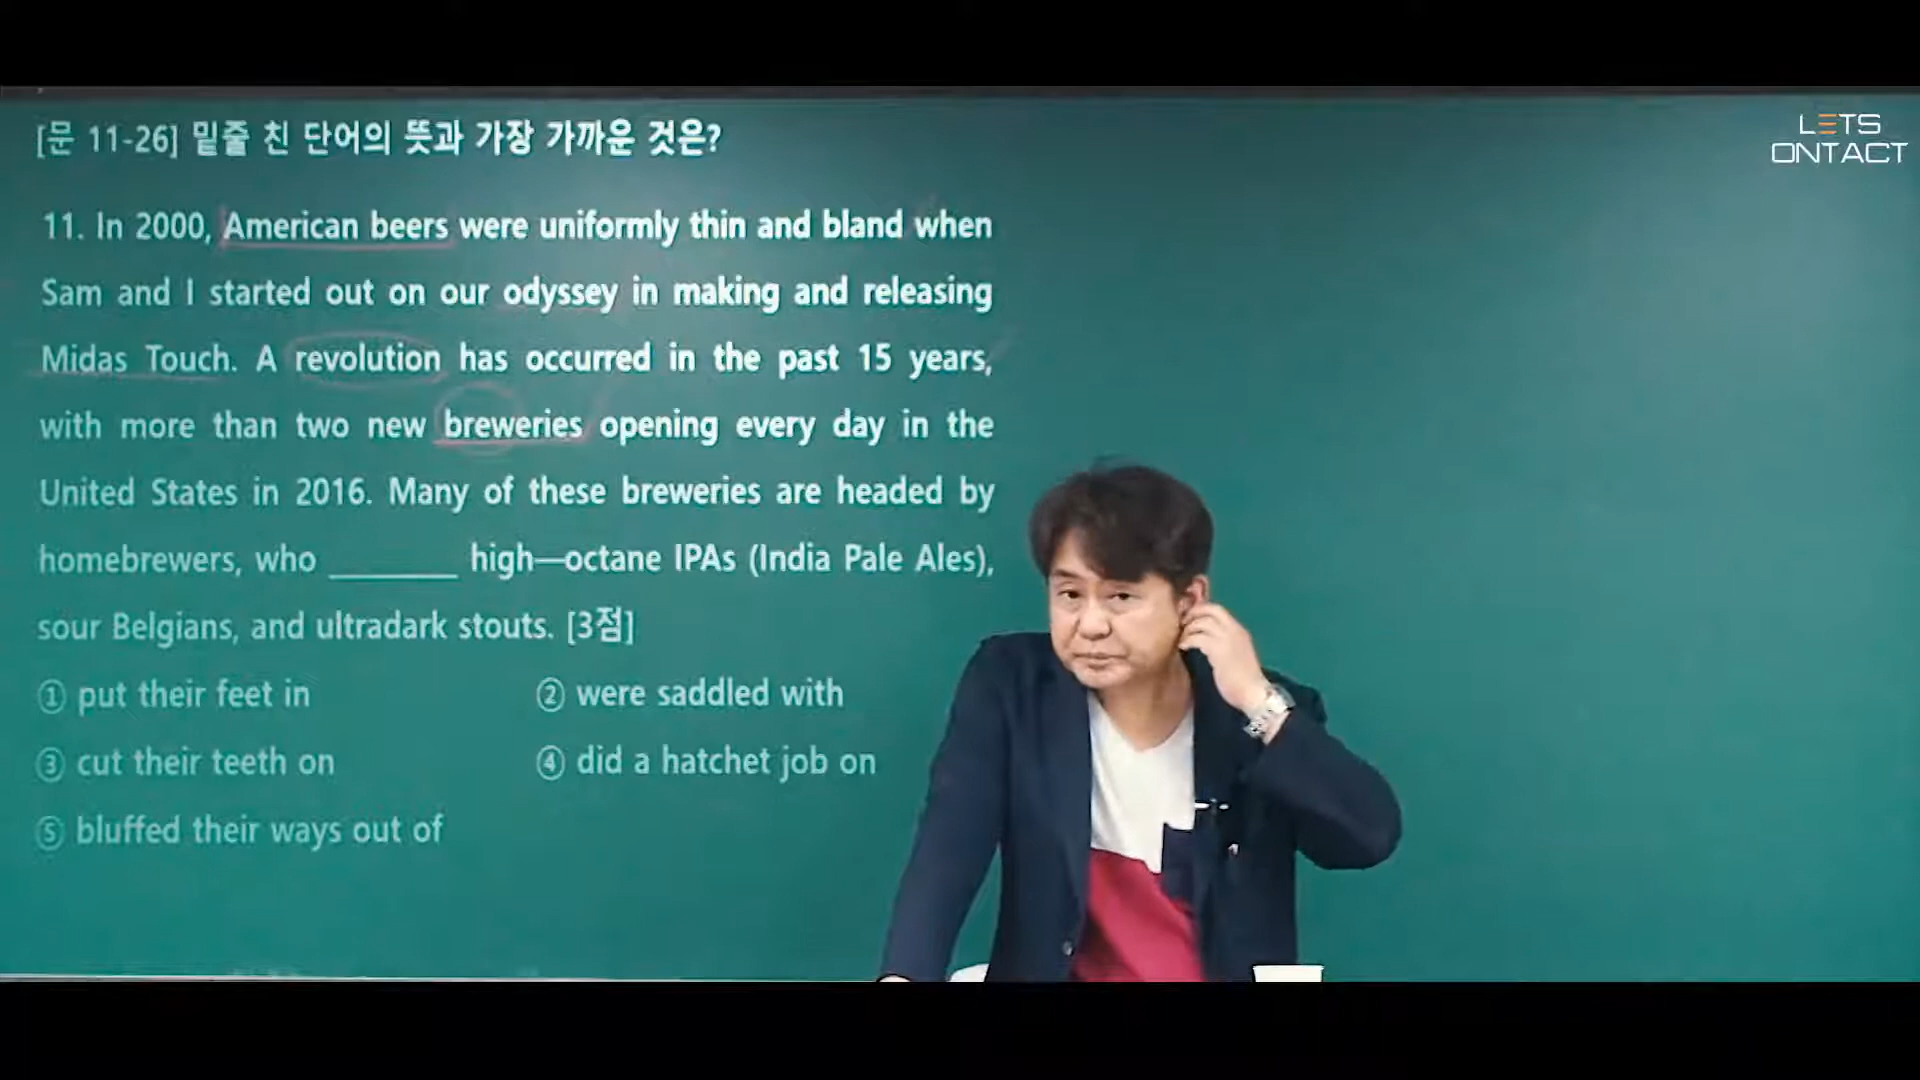 LETS
ONTACT
[문 11-26] 밑줄 친 단어의 뜻과 가장 가까운 것은?
11. In 2000, American beers were uniformly thin and bland when
Sam and I started out on our odyssey in making and releasing
Midas Touch. A revolution has occurred in the past 15 years,
with more than two new breweries opening every day in the
United States in 2016. Many of these breweries are headed by
homebrewers, who _______ high—octane IPAs (India Pale Ales),
sour Belgians, and ultradark stouts. [3점]
① put their feet in ② were saddled with
③ cut their teeth on ④ did a hatchet job on
⑤ bluffed their ways out of